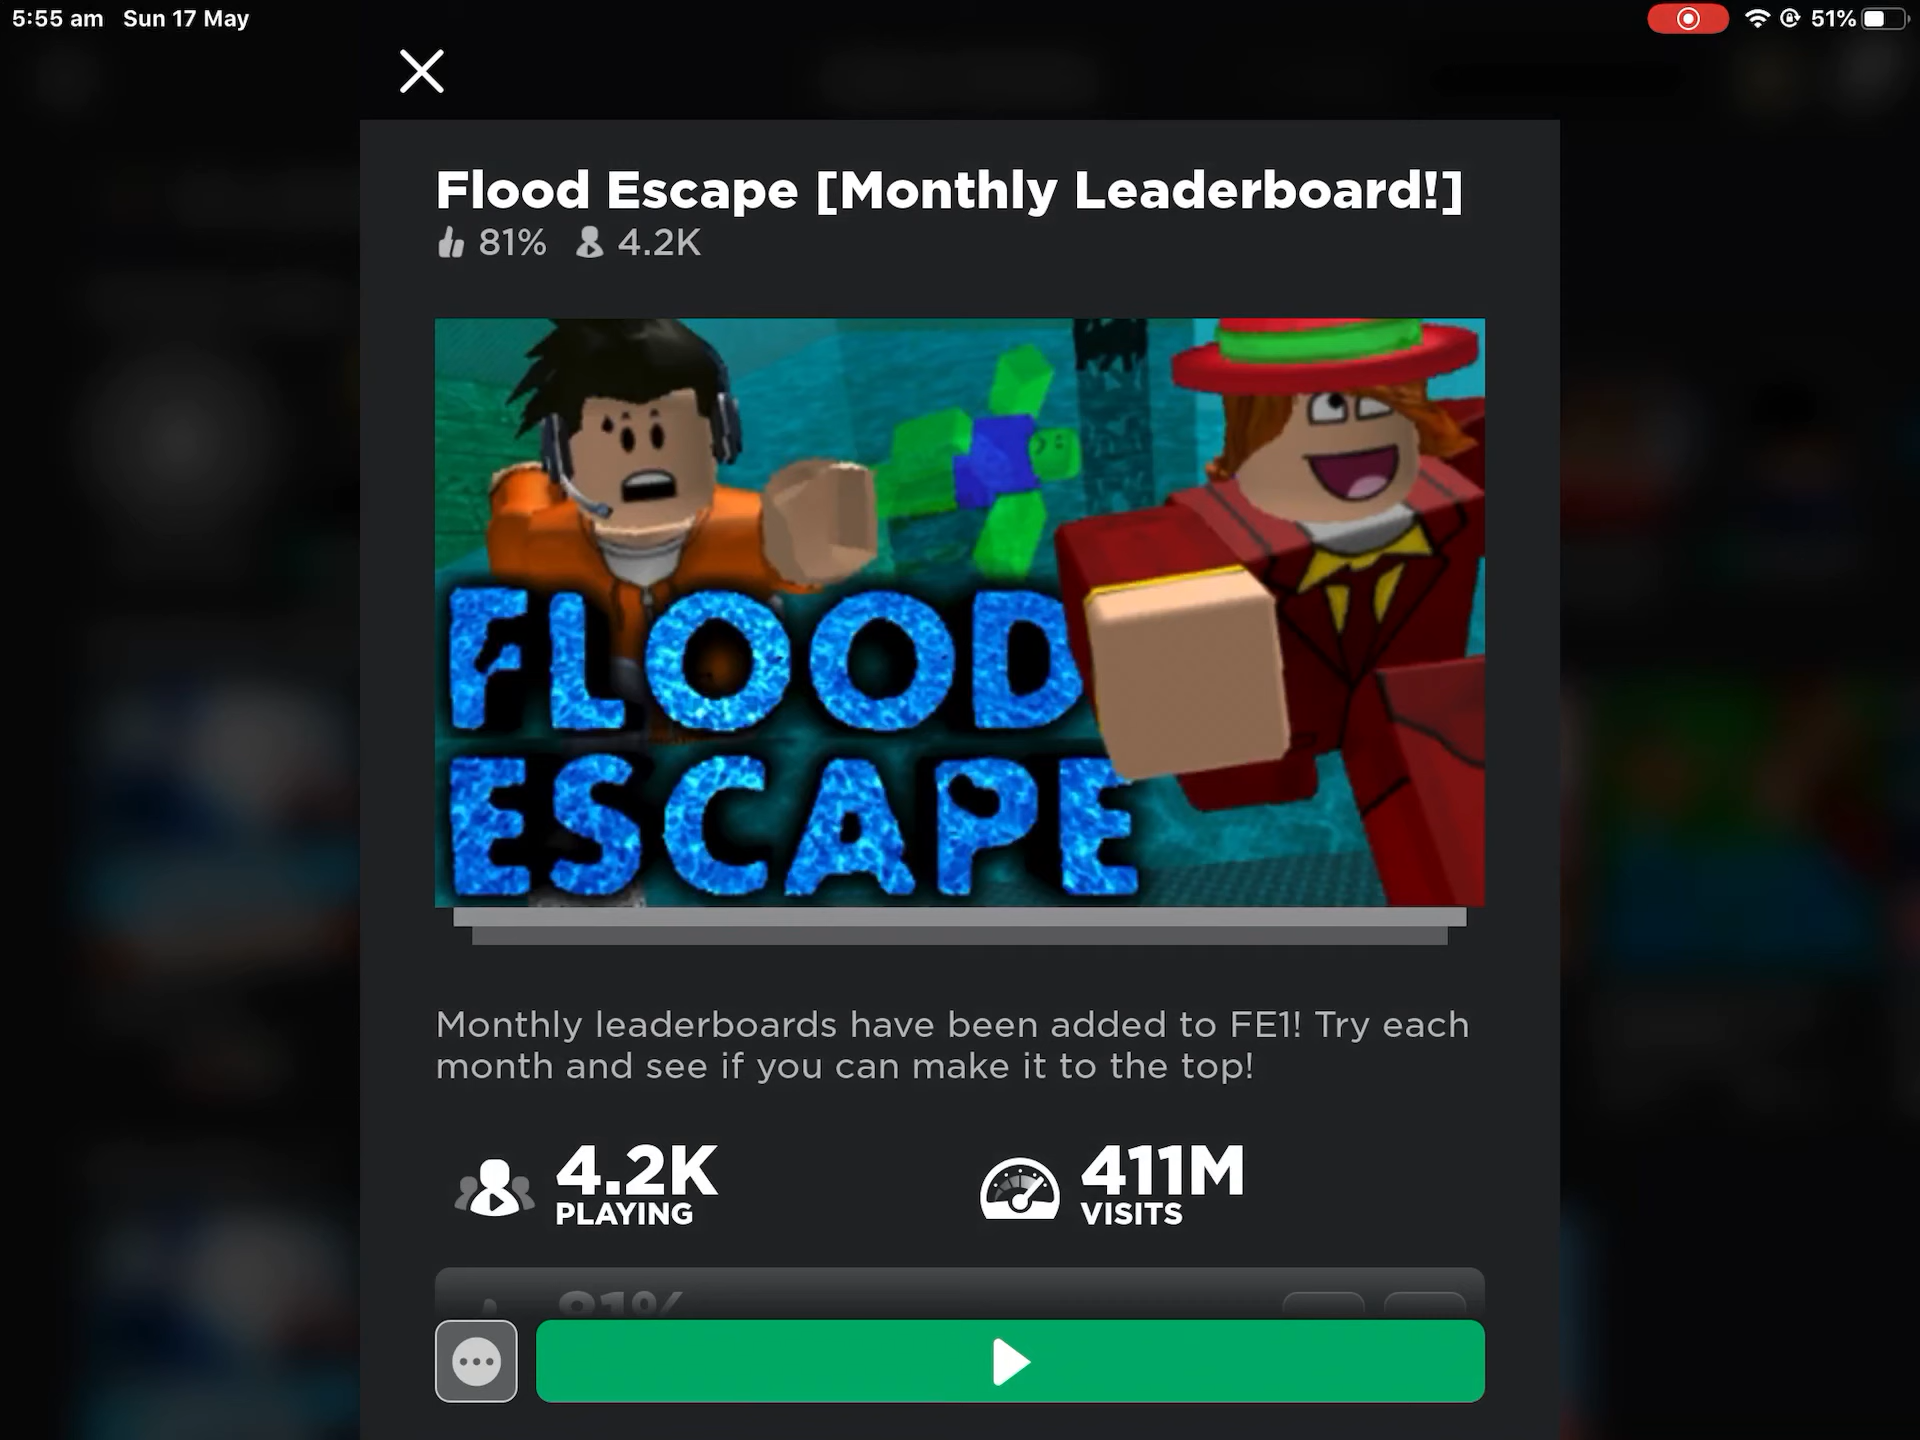 5:55 am Sun 17 May
51%
Flood Escape [Monthly Leaderboard!]
81% 4.2K
FLOOD
ESCAPE
Monthly leaderboards have been added to FE1! Try each
month and see if you can make it to the top!
4.2K
PLAYING
411M
VISITS
81%